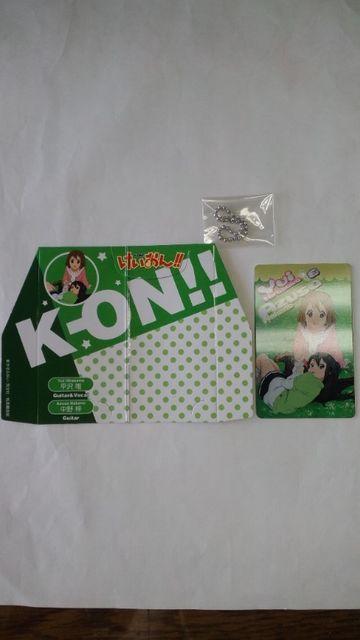 けいおん!!
K-ON!!
Yui Hirasawa
平沢 唯
Guitar&Vocal
Azusa Nakano
中野 梓
Guitar
Yui &
Azusa